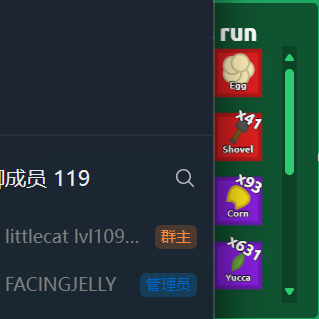 run
Egg
x41
Shovel
聊成员 119
x93
Corn
littlecat lvl109... 群主
x631
Yucca
FACINGJELLY 管理员